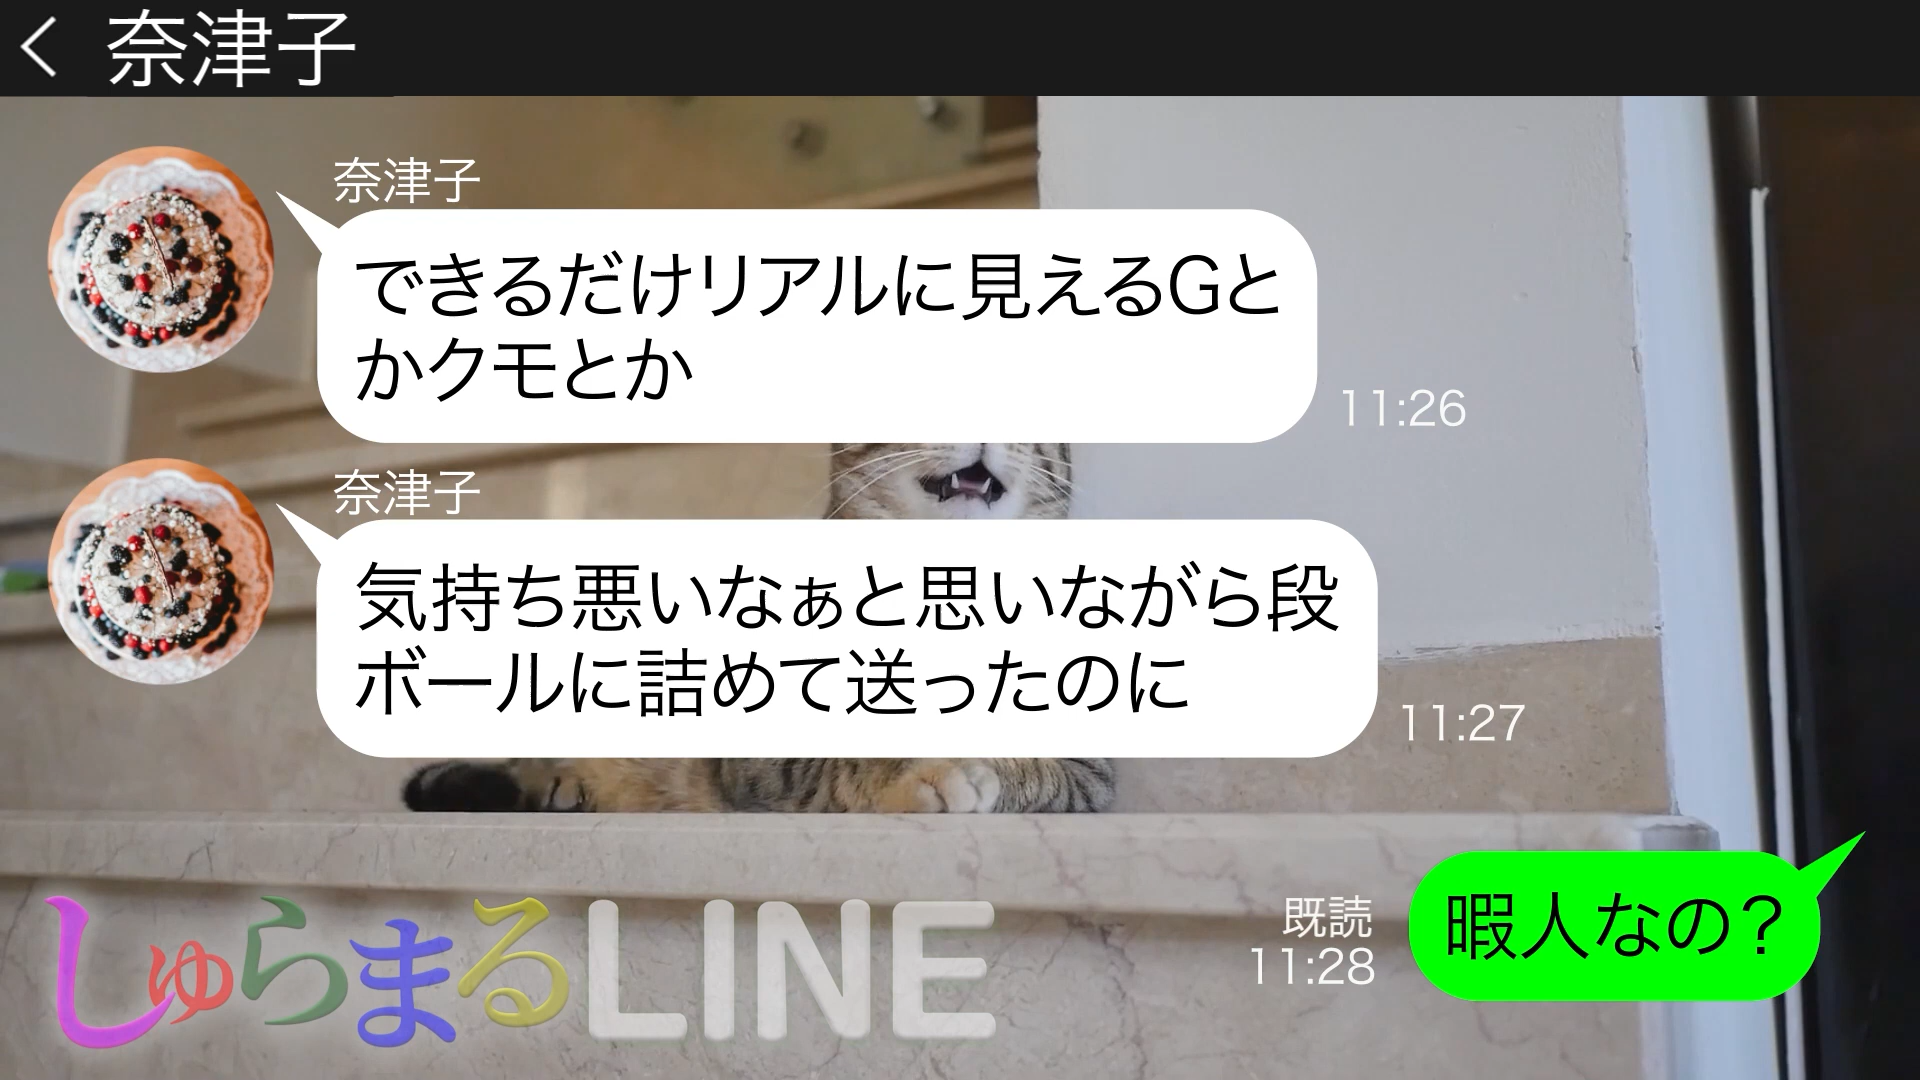 奈津子
奈津子
できるだけリアルに見えるGと
かクモとか
11:26
奈津子
気持ち悪いなぁと思いながら段
ボールに詰めて送ったのに
11:27
暇人なの？
既読
11:28
しゅらまるLINE